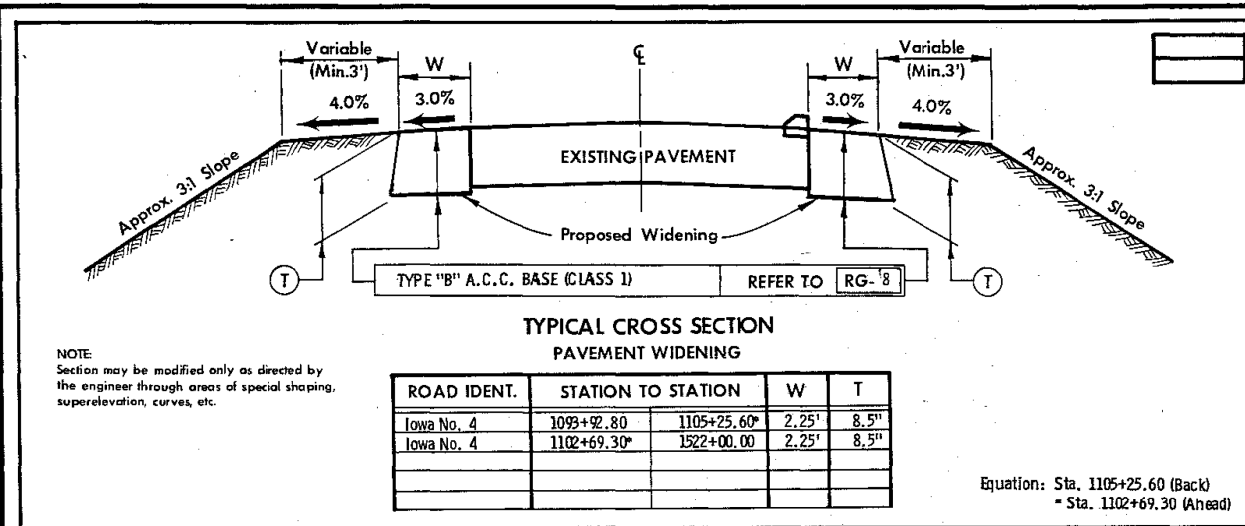 Variable
(Min.3')
W
℄
W
Variable
(Min.3')
4.0%
3.0%
3.0%
4.0%
EXISTING PAVEMENT
Approx. 3:1 Slope
Approx. 3:1 Slope
Proposed Widening
T
TYPE "B" A.C.C. BASE (CLASS 1)
REFER TO
RG- 8
T
TYPICAL CROSS SECTION
PAVEMENT WIDENING
NOTE:
Section may be modified only as directed by
the engineer through areas of special shaping,
superelevation, curves, etc.
ROAD IDENT. STATION TO STATION W T
Iowa No. 4 1093+92.80 1105+25.60* 2.25' 8.5"
Iowa No. 4 1102+69.30* 1522+00.00 2.25' 8.5"
Equation: Sta. 1105+25.60 (Back)
= Sta. 1102+69.30 (Ahead)